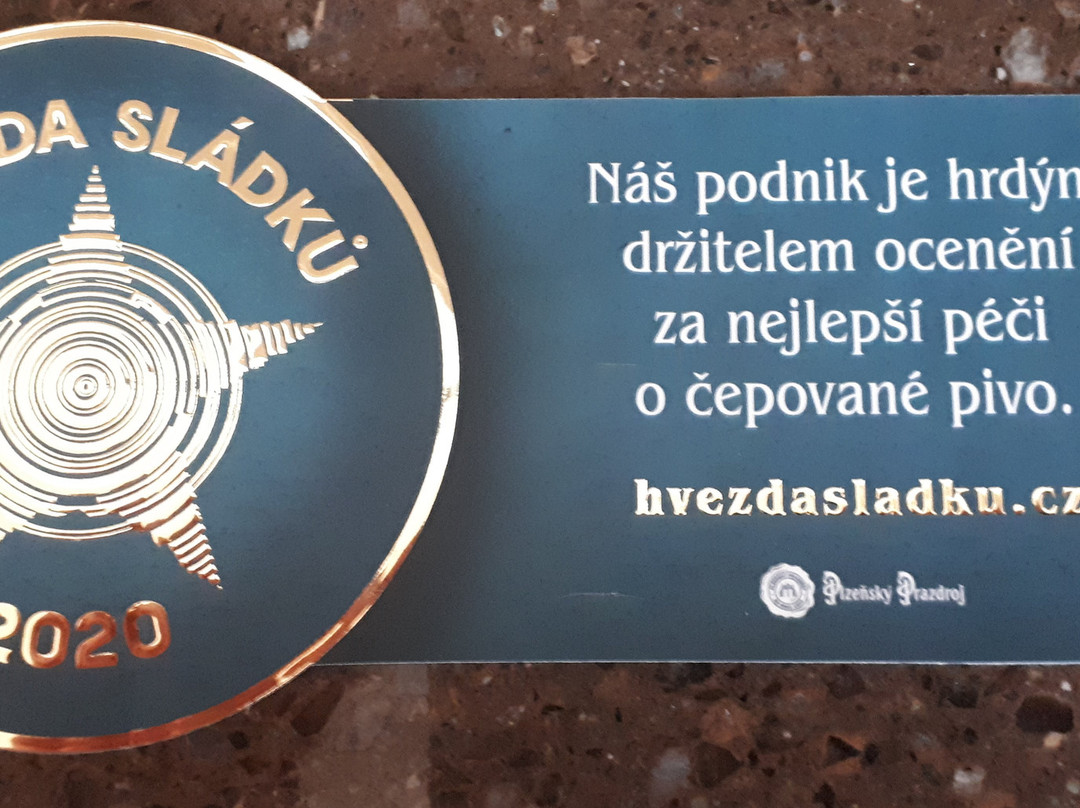 DA SLÁDKŮ
2020
Náš podnik je hrdým
držitelem ocenění
za nejlepší péči
o čepované pivo.
hvezdasladku.cz
Plzeňský Prazdroj